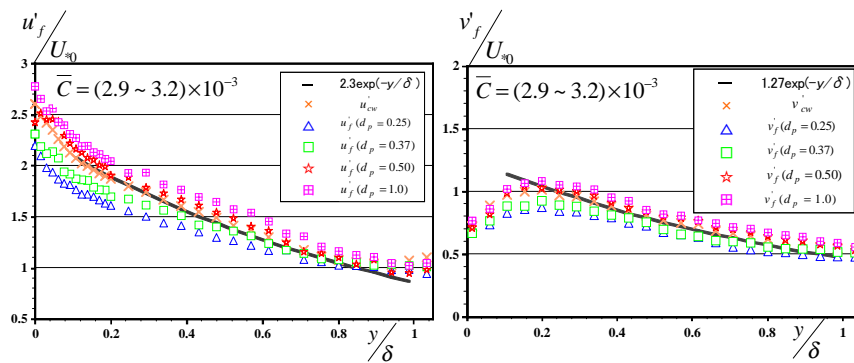 u'f/U*0
C̅ = (2.9 ~ 3.2)×10⁻³
2.3exp(-y/δ)
u'cw
u'f (dp = 0.25)
u'f (dp = 0.37)
u'f (dp = 0.50)
u'f (dp = 1.0)
3
2.5
2
1.5
1
0.5
0 0.2 0.4 0.6 0.8 1
y/δ
v'f/U*0
C̅ = (2.9 ~ 3.2)×10⁻³
1.27exp(-y/δ)
v'cw
v'f (dp = 0.25)
v'f (dp = 0.37)
v'f (dp = 0.50)
v'f (dp = 1.0)
2
1.5
1
0.5
0
0 0.2 0.4 0.6 0.8 1
y/δ